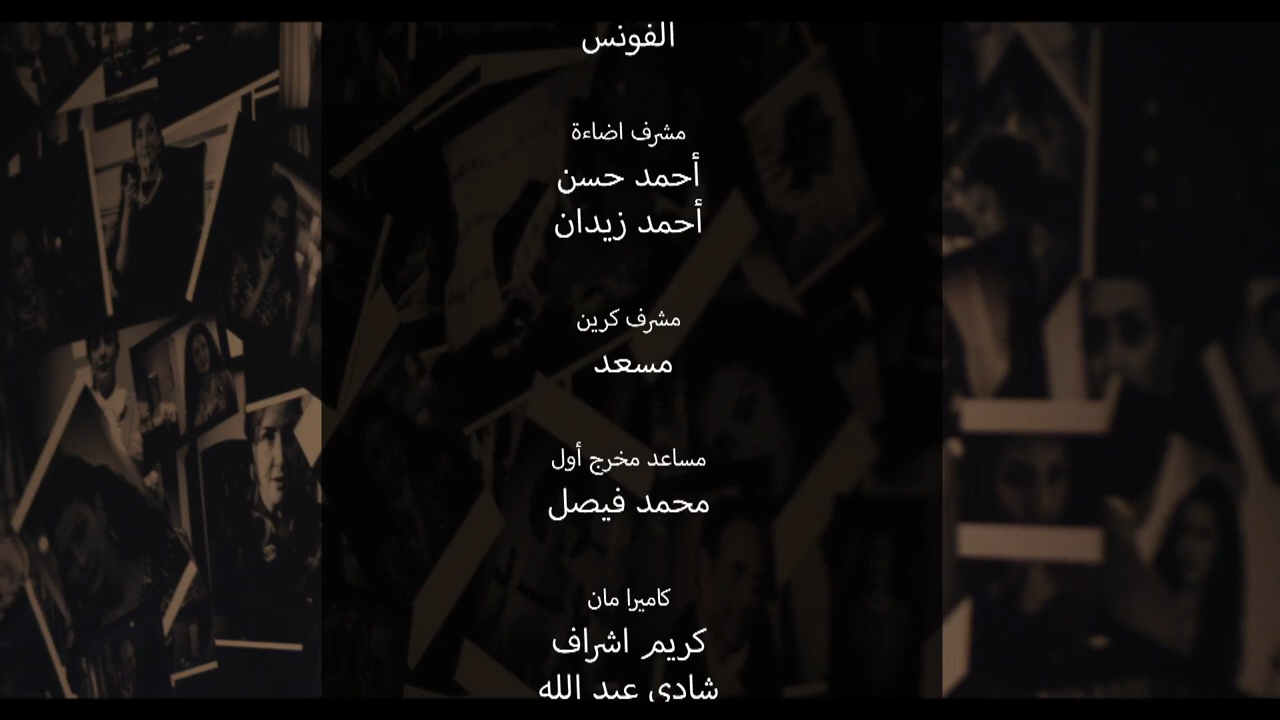 الفونس
مشرف اضاءة
أحمد حسن
أحمد زيدان
مشرف كرين
مسعد
مساعد مخرج أول
محمد فيصل
كاميرا مان
كريم اشراف
شادي عبد الله